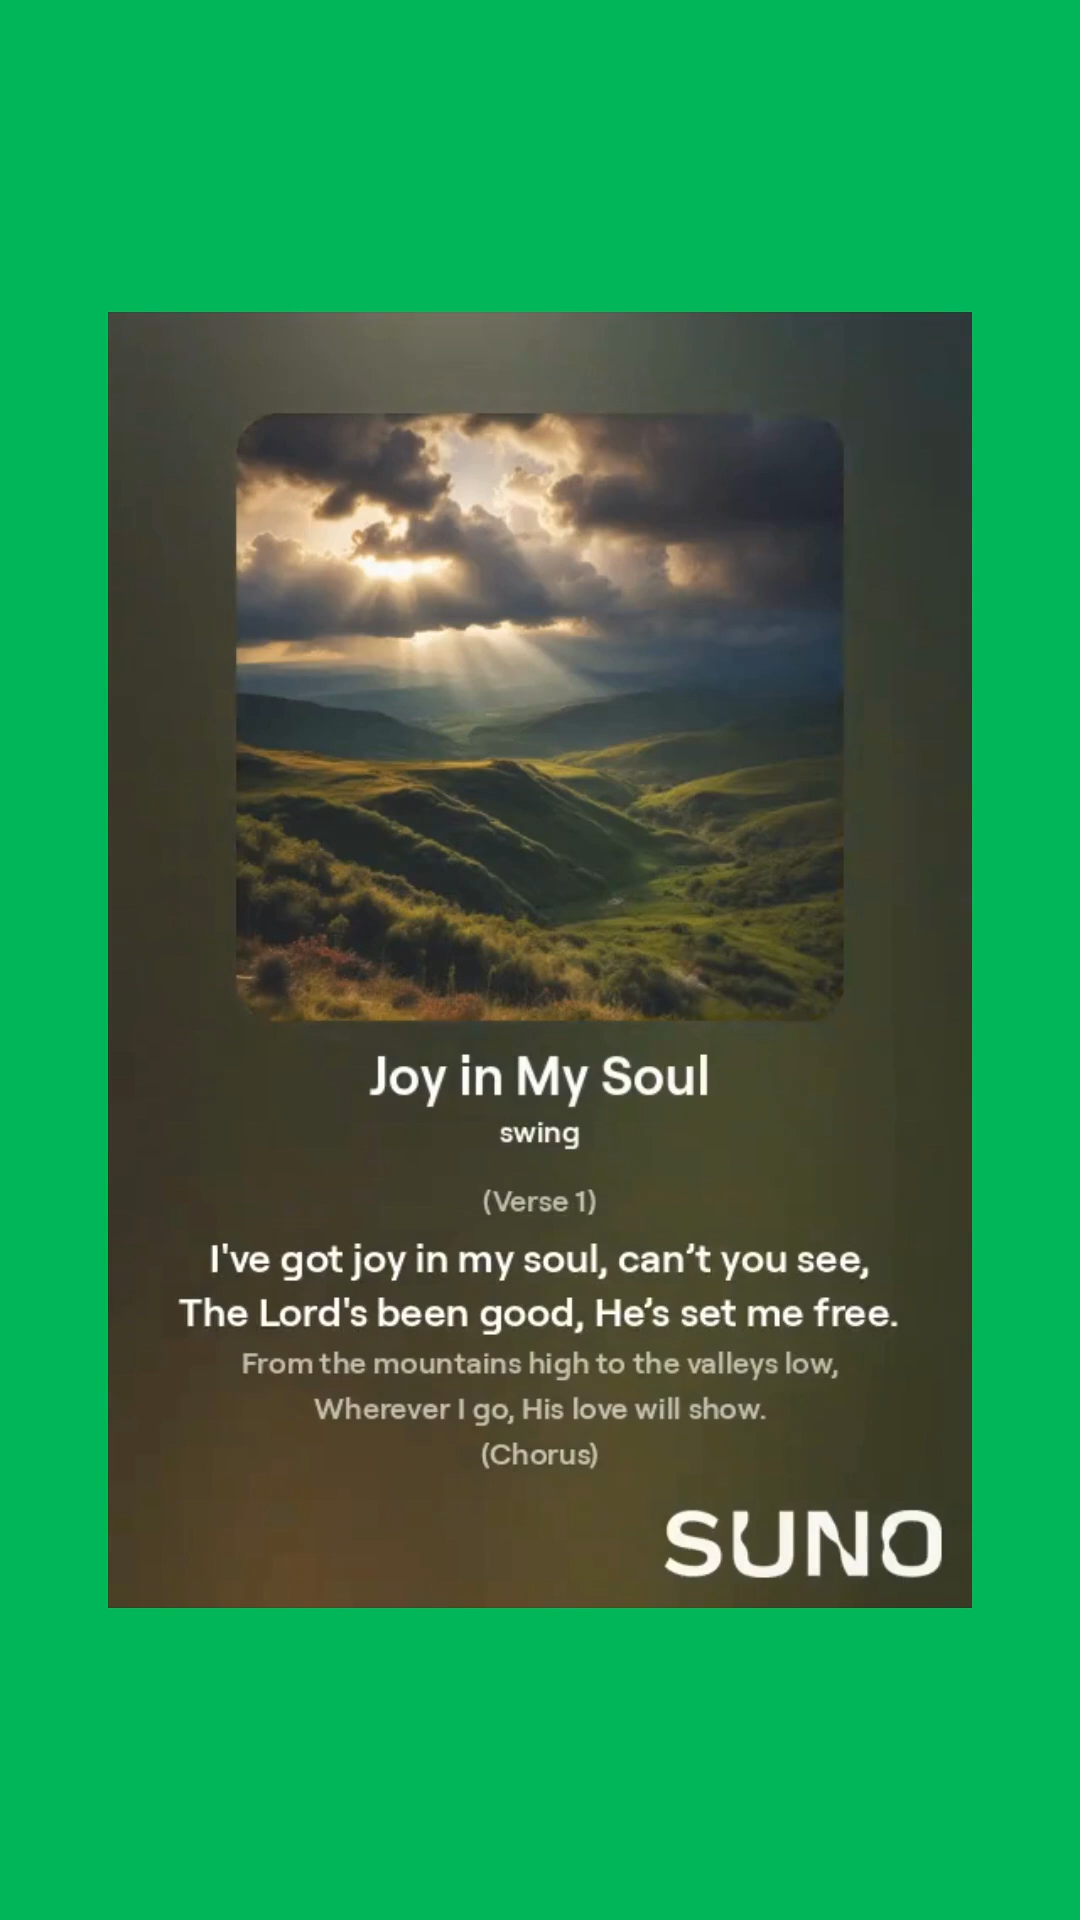 Joy in My Soul
swing
(Verse 1)
I've got joy in my soul, can’t you see,
The Lord's been good, He’s set me free.
From the mountains high to the valleys low,
Wherever I go, His love will show.
(Chorus)
SUNO